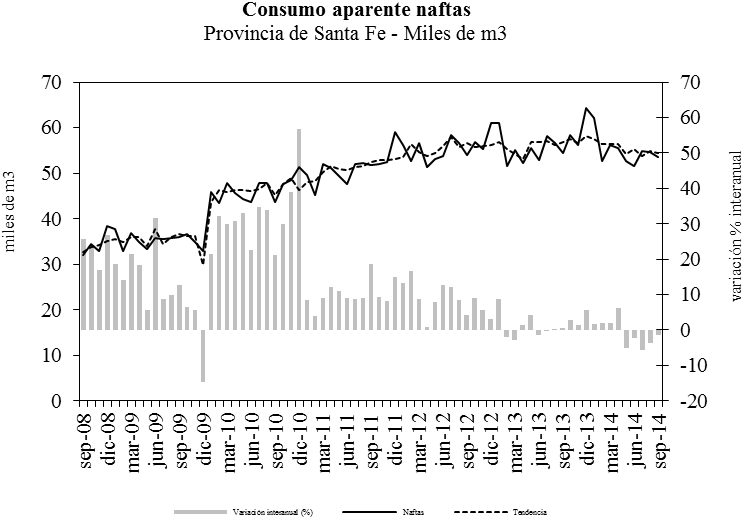 Consumo aparente naftas
Provincia de Santa Fe - Miles de m3
miles de m3
70
60
50
40
30
20
10
0
70
60
50
40
30
20
10
0
-10
-20
variación % interanual
sep-08
dic-08
mar-09
jun-09
sep-09
dic-09
mar-10
jun-10
sep-10
dic-10
mar-11
jun-11
sep-11
dic-11
mar-12
jun-12
sep-12
dic-12
mar-13
jun-13
sep-13
dic-13
mar-14
jun-14
sep-14
Variación interanual (%)
Naftas
Tendencia